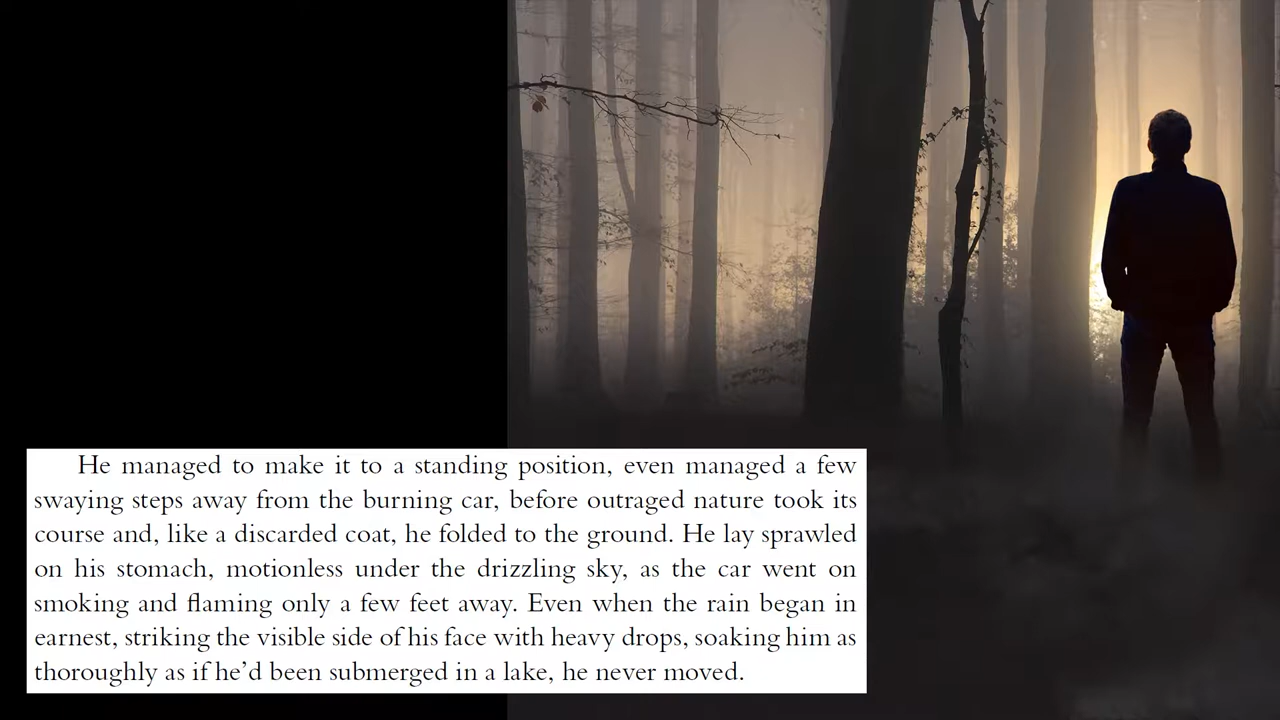 He managed to make it to a standing position, even managed a few
swaying steps away from the burning car, before outraged nature took its
course and, like a discarded coat, he folded to the ground. He lay sprawled
on his stomach, motionless under the drizzling sky, as the car went on
smoking and flaming only a few feet away. Even when the rain began in
earnest, striking the visible side of his face with heavy drops, soaking him as
thoroughly as if he’d been submerged in a lake, he never moved.